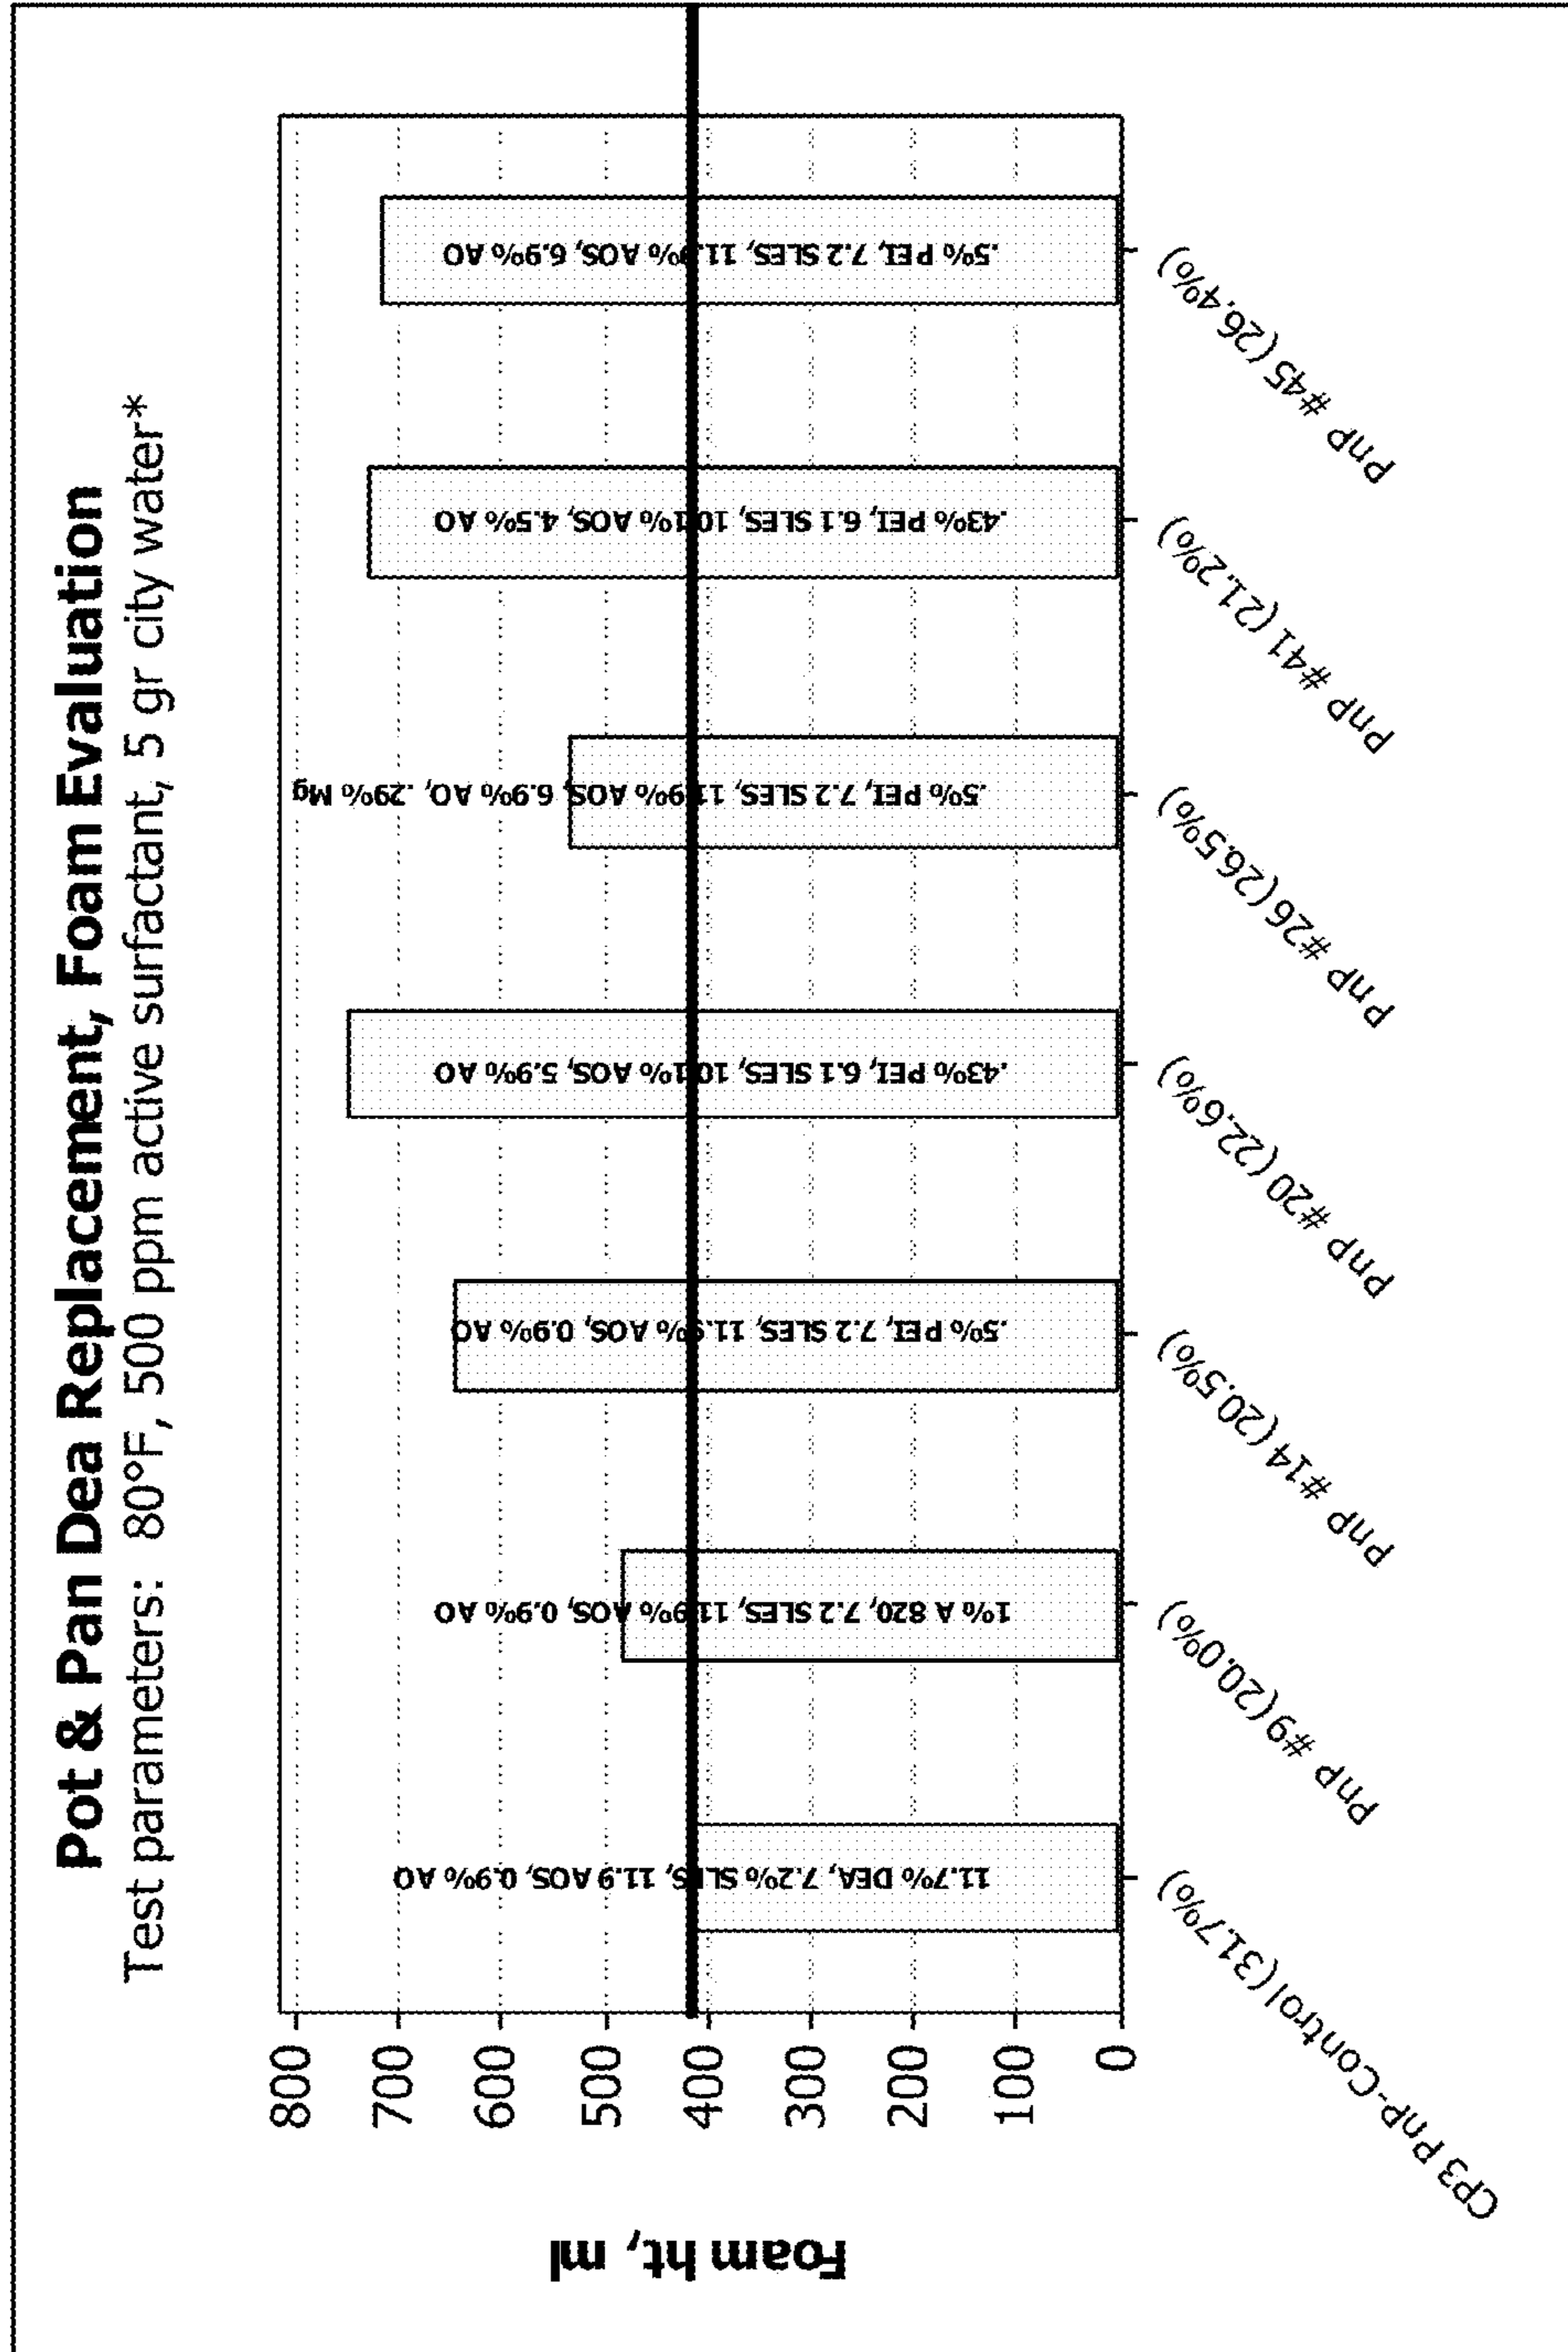 Pot & Pan Dea Replacement, Foam Evaluation
Test parameters: 80°F, 500 ppm active surfactant, 5 gr city water*
Foam ht, ml
800
700
600
500
400
300
200
100
0
11.7% DEA, 7.2% SLES, 11.9 AOS, 0.9% AO
1% A 820, 7.2 SLES, 11.9% AOS, 0.9% AO
.5% PEI, 7.2 SLES, 11.9% AOS, 0.9% AO
.43% PEI, 6.1 SLES, 10.1% AOS, 5.9% AO
.5% PEI, 7.2 SLES, 11.9% AOS, 6.9% AO, .29% Mg
.43% PEI, 6.1 SLES, 10.1% AOS, 4.5% AO
.5% PEI, 7.2 SLES, 11.9% AOS, 6.9% AO
CP3 PnP-Control (31.7%)
PnP #9 (20.0%)
PnP #14 (20.5%)
PnP #20 (22.6%)
PnP #26 (26.5%)
PnP #41 (21.2%)
PnP #45 (26.4%)